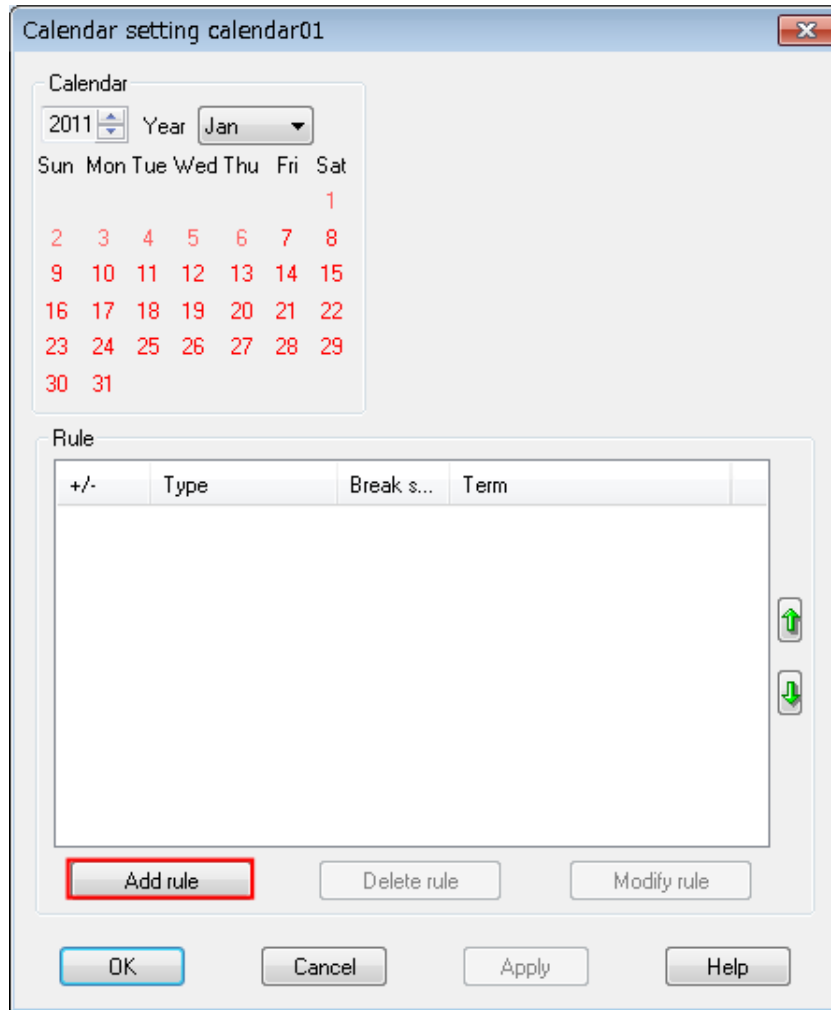 Calendar setting calendar01
Calendar
2011 Year Jan
Sun Mon Tue Wed Thu Fri Sat
1
2 3 4 5 6 7 8
9 10 11 12 13 14 15
16 17 18 19 20 21 22
23 24 25 26 27 28 29
30 31
Rule
+/- Type Break s... Term
Add rule Delete rule Modify rule
OK Cancel Apply Help